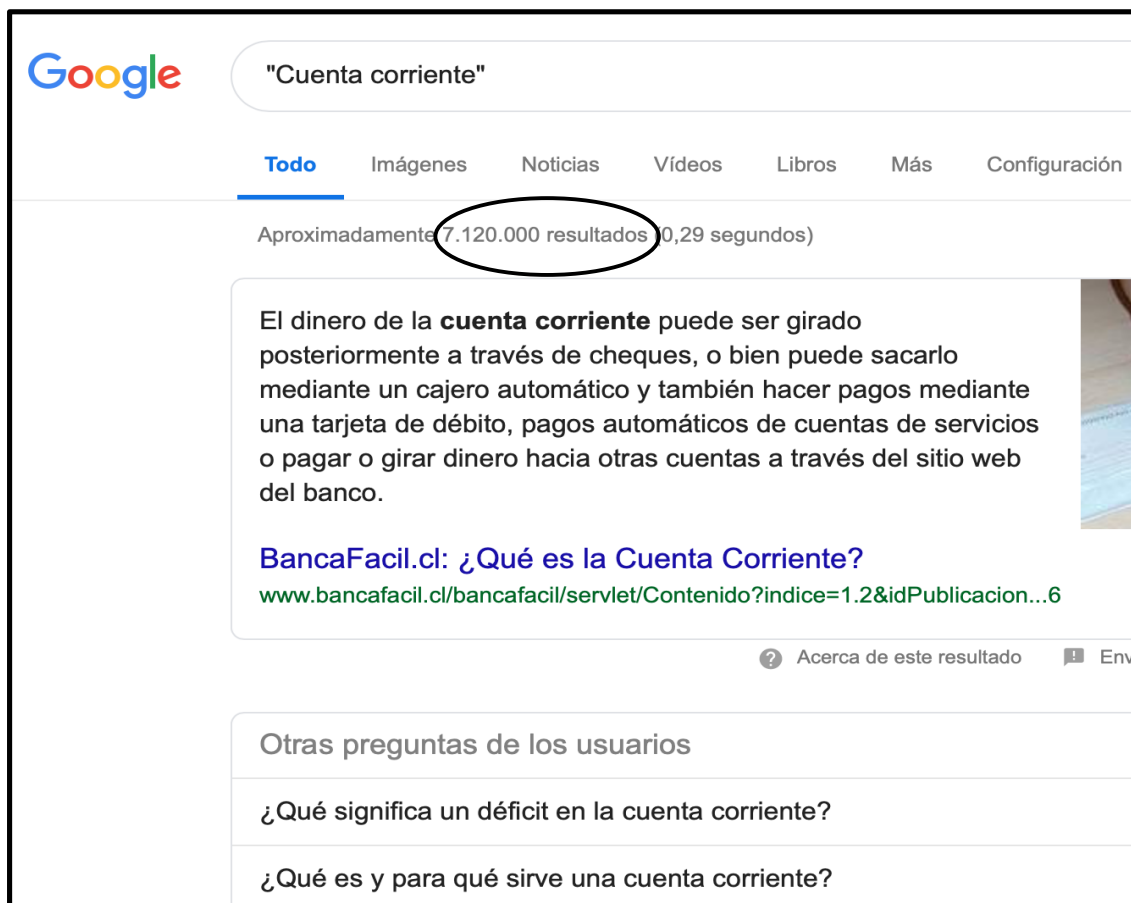 Google
"Cuenta corriente"
Todo Imágenes Noticias Vídeos Libros Más Configuración
Aproximadamente 7.120.000 resultados (0,29 segundos)
El dinero de la cuenta corriente puede ser girado
posteriormente a través de cheques, o bien puede sacarlo
mediante un cajero automático y también hacer pagos mediante
una tarjeta de débito, pagos automáticos de cuentas de servicios
o pagar o girar dinero hacia otras cuentas a través del sitio web
del banco.
BancaFacil.cl: ¿Qué es la Cuenta Corriente?
www.bancafacil.cl/bancafacil/servlet/Contenido?indice=1.2&idPublicacion...6
Acerca de este resultado Env
Otras preguntas de los usuarios
¿Qué significa un déficit en la cuenta corriente?
¿Qué es y para qué sirve una cuenta corriente?